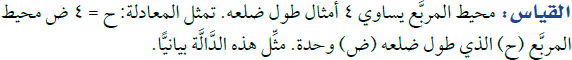 القياس: محيط المربَّع يساوي ٤ أمثال طول ضلعه. تمثل المعادلة: ح = ٤ ض محيط
المربَّع (ح) الذي طول ضلعه (ض) وحدة. مثِّل هذه الدَّالَّة بيانيًّا.